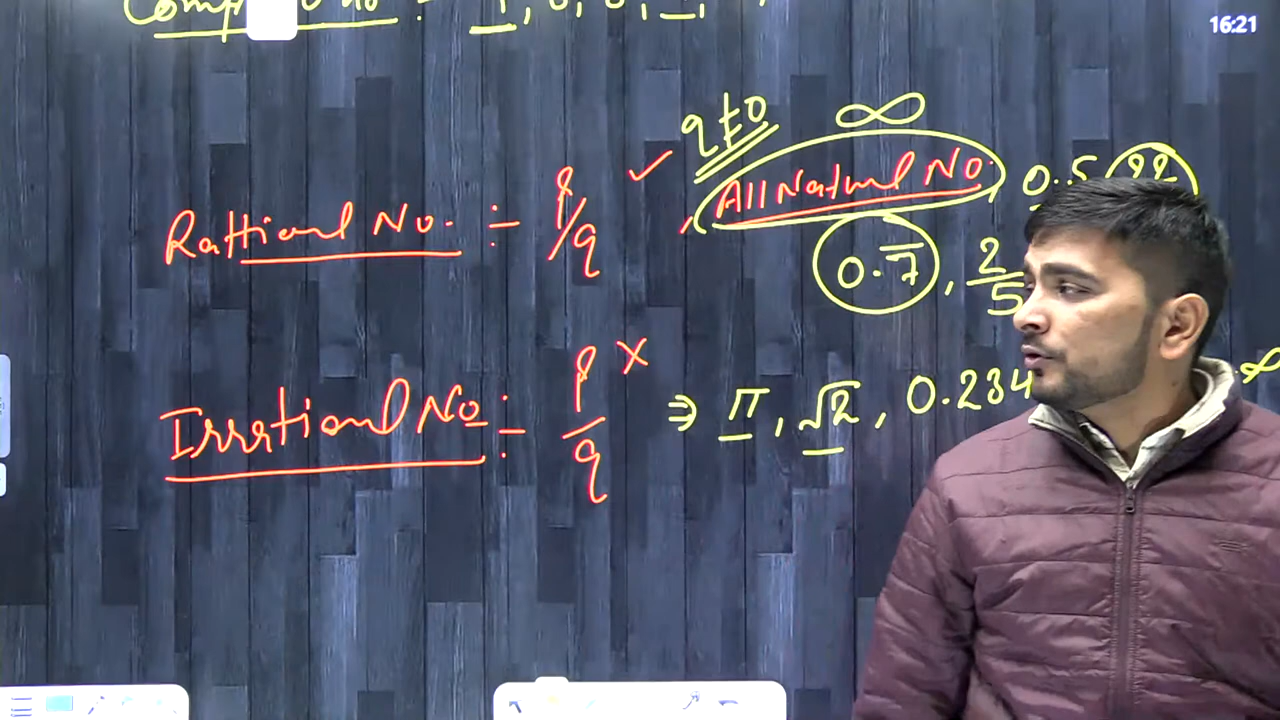 16:21
q≠0 ∞
Rattional No. :- p/q ✓, All Natural No., 0.5
0.7̅, 2/5
Irrational No :- p/q × ⇒ π, √2, 0.234 ∞